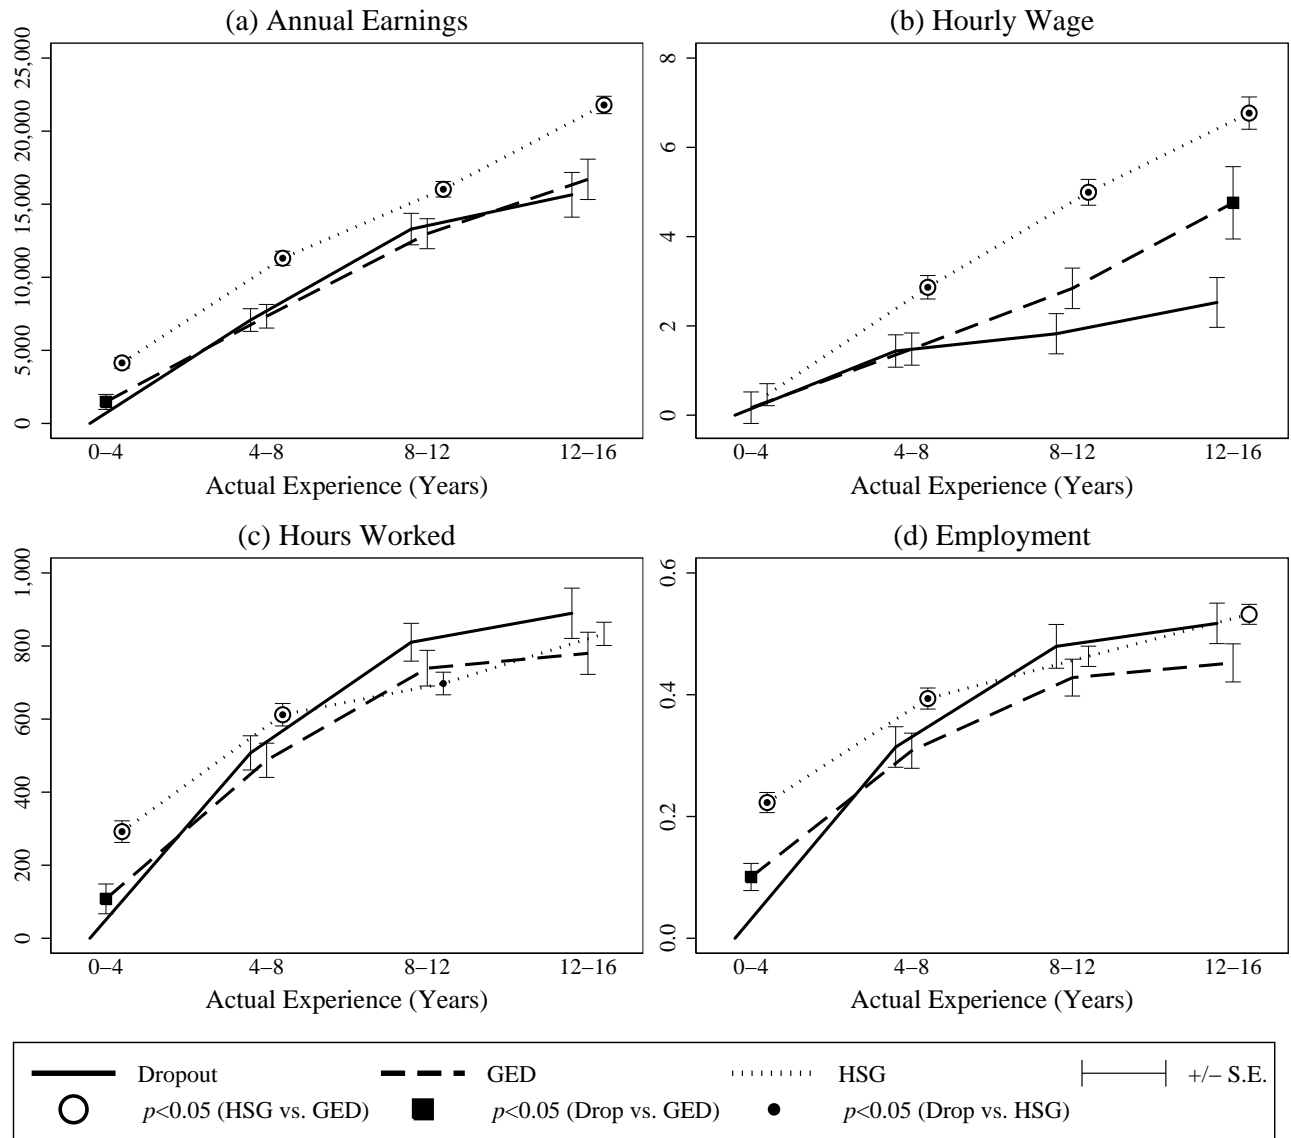 (a) Annual Earnings
25,000
20,000
15,000
10,000
5,000
0
0–4 4–8 8–12 12–16
Actual Experience (Years)
(b) Hourly Wage
8
6
4
2
0
0–4 4–8 8–12 12–16
Actual Experience (Years)
(c) Hours Worked
1,000
800
600
400
200
0
0–4 4–8 8–12 12–16
Actual Experience (Years)
(d) Employment
0.6
0.4
0.2
0.0
0–4 4–8 8–12 12–16
Actual Experience (Years)
Dropout GED HSG +/– S.E.
p<0.05 (HSG vs. GED) p<0.05 (Drop vs. GED) p<0.05 (Drop vs. HSG)